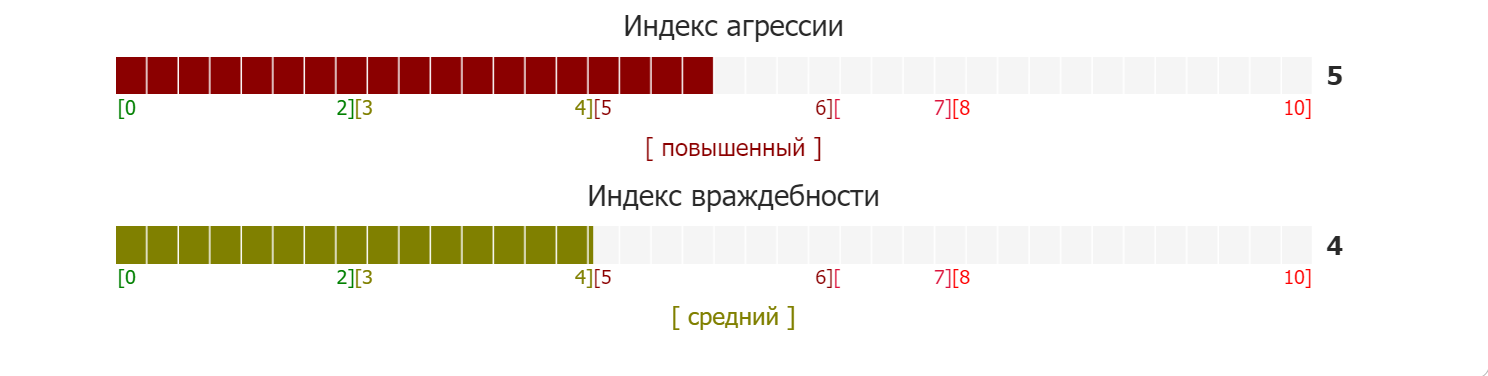 Индекс агрессии
5
[0 2][3 4][5 6][ 7][8 10]
[ повышенный ]
Индекс враждебности
4
[0 2][3 4][5 6][ 7][8 10]
[ средний ]